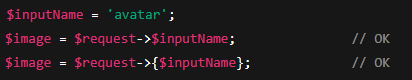 $inputName = 'avatar';
$image = $request->$inputName; // OK
$image = $request->{$inputName}; // OK